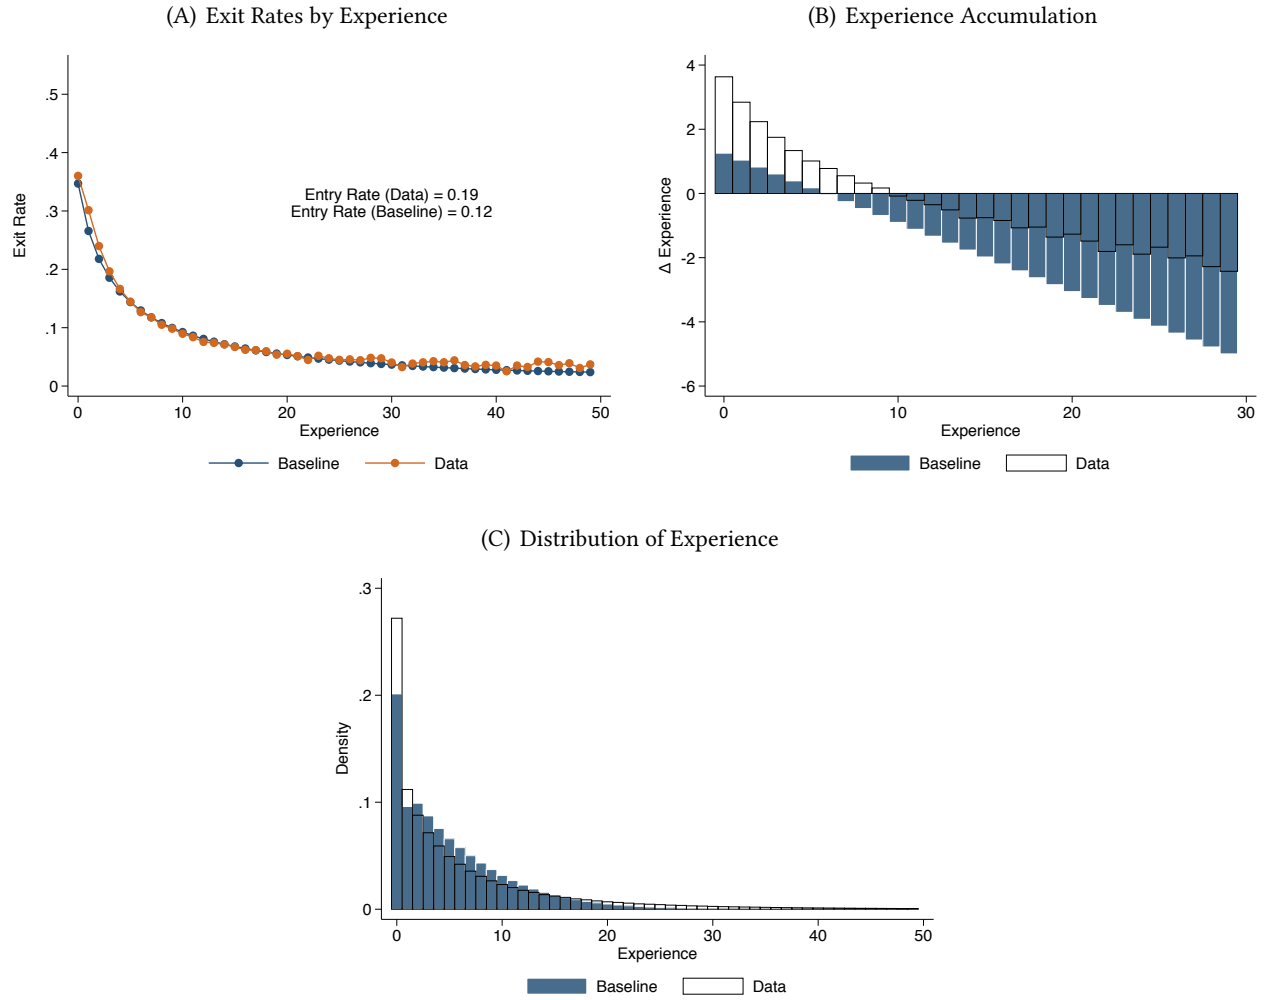 (A) Exit Rates by Experience
.5
.4
.3
.2
.1
0
Exit Rate
Entry Rate (Data) = 0.19
Entry Rate (Baseline) = 0.12
0 10 20 30 40 50
Experience
Baseline Data
(B) Experience Accumulation
4
2
0
-2
-4
-6
Δ Experience
0 10 20 30
Experience
Baseline Data
(C) Distribution of Experience
.3
.2
.1
0
Density
0 10 20 30 40 50
Experience
Baseline Data